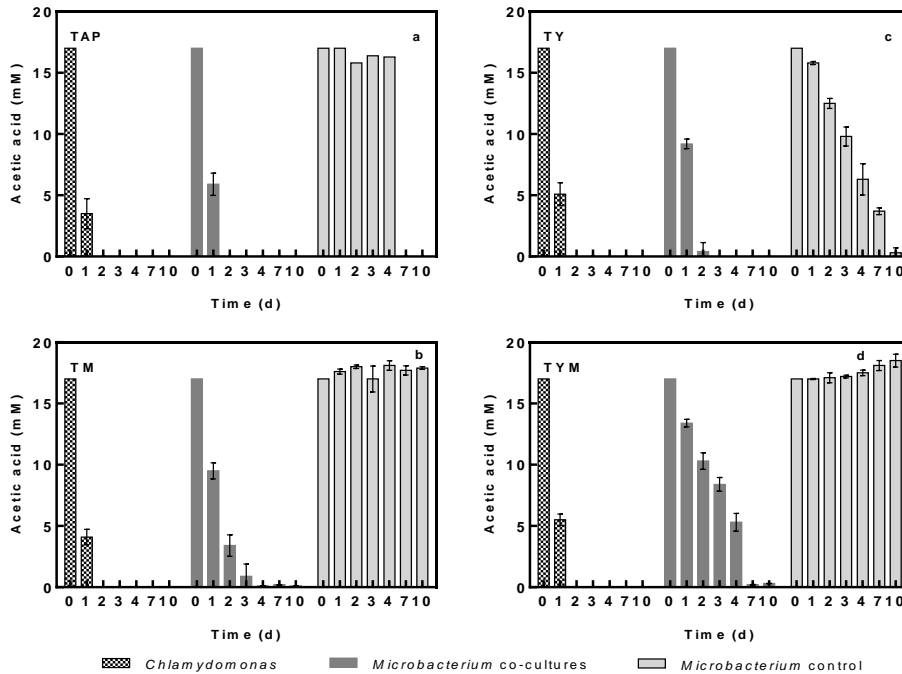 20
15
10
5
0
Acetic acid (mM)
TAP
a
0 1 2 3 4 7 10 0 1 2 3 4 7 10 0 1 2 3 4 7 10
Time (d)
20
15
10
5
0
Acetic acid (mM)
TY
c
0 1 2 3 4 7 10 0 1 2 3 4 7 10 0 1 2 3 4 7 10
Time (d)
20
15
10
5
0
Acetic acid (mM)
TM
b
0 1 2 3 4 7 10 0 1 2 3 4 7 10 0 1 2 3 4 7 10
Time (d)
20
15
10
5
0
Acetic acid (mM)
TYM
d
0 1 2 3 4 7 10 0 1 2 3 4 7 10 0 1 2 3 4 7 10
Time (d)
Chlamydomonas Microbacterium co-cultures Microbacterium control